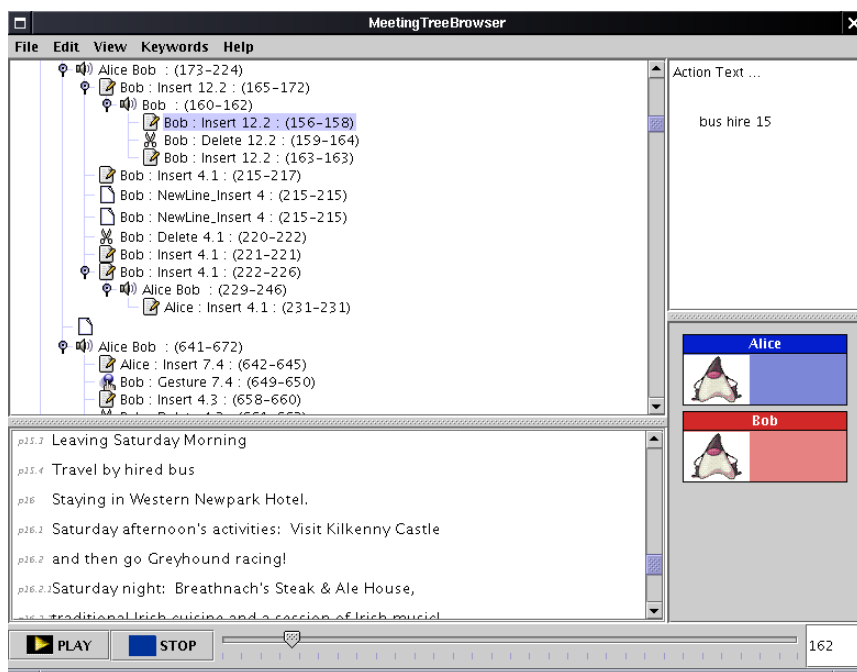 MeetingTreeBrowser
File Edit View Keywords Help
Alice Bob : (173-224)
Bob : Insert 12.2 : (165-172)
Bob : (160-162)
Bob : Insert 12.2 : (156-158)
Bob : Delete 12.2 : (159-164)
Bob : Insert 12.2 : (163-163)
Bob : Insert 4.1 : (215-217)
Bob : NewLine_Insert 4 : (215-215)
Bob : NewLine_Insert 4 : (215-215)
Bob : Delete 4.1 : (220-222)
Bob : Insert 4.1 : (221-221)
Bob : Insert 4.1 : (222-226)
Alice Bob : (229-246)
Alice : Insert 4.1 : (231-231)
Alice Bob : (641-672)
Alice : Insert 7.4 : (642-645)
Bob : Gesture 7.4 : (649-650)
Bob : Insert 4.3 : (658-660)
Action Text ...
bus hire 15
Alice
Bob
Leaving Saturday Morning
p15.4 Travel by hired bus
p16 Staying in Western Newpark Hotel.
p16.1 Saturday afternoon's activities: Visit Kilkenny Castle
p16.2 and then go Greyhound racing!
p16.2.1 Saturday night: Breathnach's Steak & Ale House,
traditional Irish cuisine and a session of Irish music!
PLAY STOP 162